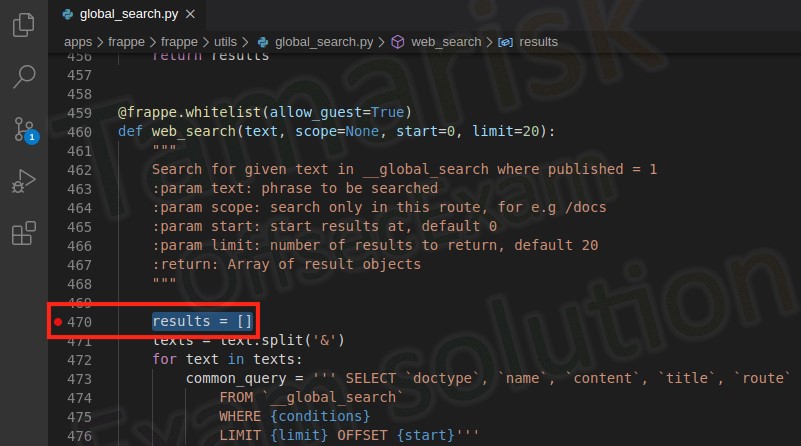 global_search.py ×
apps > frappe > frappe > utils > global_search.py > web_search > results
456 return results
457
458
459 @frappe.whitelist(allow_guest=True)
460 def web_search(text, scope=None, start=0, limit=20):
461 """
462 Search for given text in __global_search where published = 1
463 :param text: phrase to be searched
464 :param scope: search only in this route, for e.g /docs
465 :param start: start results at, default 0
466 :param limit: number of results to return, default 20
467 :return: Array of result objects
468 """
469
470 results = []
471 texts = text.split('&')
472 for text in texts:
473 common_query = ''' SELECT `doctype`, `name`, `content`, `title`, `route`
474 FROM `__global_search`
475 WHERE {conditions}
476 LIMIT {limit} OFFSET {start}'''
1
Tamarisk
Exam solution